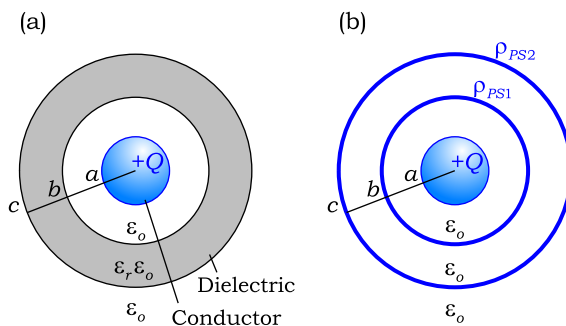 (a)
+Q
a
b
c
εo
εrεo
εo
Dielectric
Conductor
(b)
ρPS2
ρPS1
+Q
a
b
c
εo
εo
εo